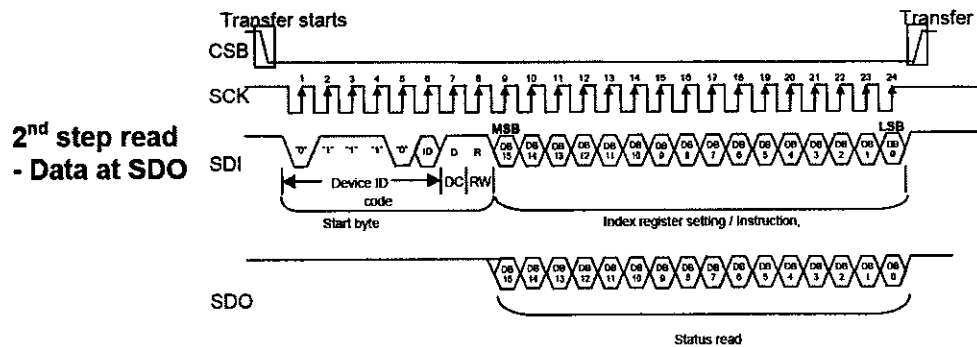 Transfer starts
Transfer
CSB
SCK
1 2 3 4 5 6 7 8 9 10 11 12 13 14 15 16 17 18 19 20 21 22 23 24
2nd step read
- Data at SDO
SDI
MSB
LSB
"0" "1" "1" "1" "0" ID D R DB 15 DB 14 DB 13 DB 12 DB 11 DB 10 DB 9 DB 8 DB 7 DB 6 DB 5 DB 4 DB 3 DB 2 DB 1 DB 0
Device ID code
DC
RW
Start byte
Index register setting / Instruction,
SDO
DB 15 DB 14 DB 13 DB 12 DB 11 DB 10 DB 9 DB 8 DB 7 DB 6 DB 5 DB 4 DB 3 DB 2 DB 1 DB 0
Status read